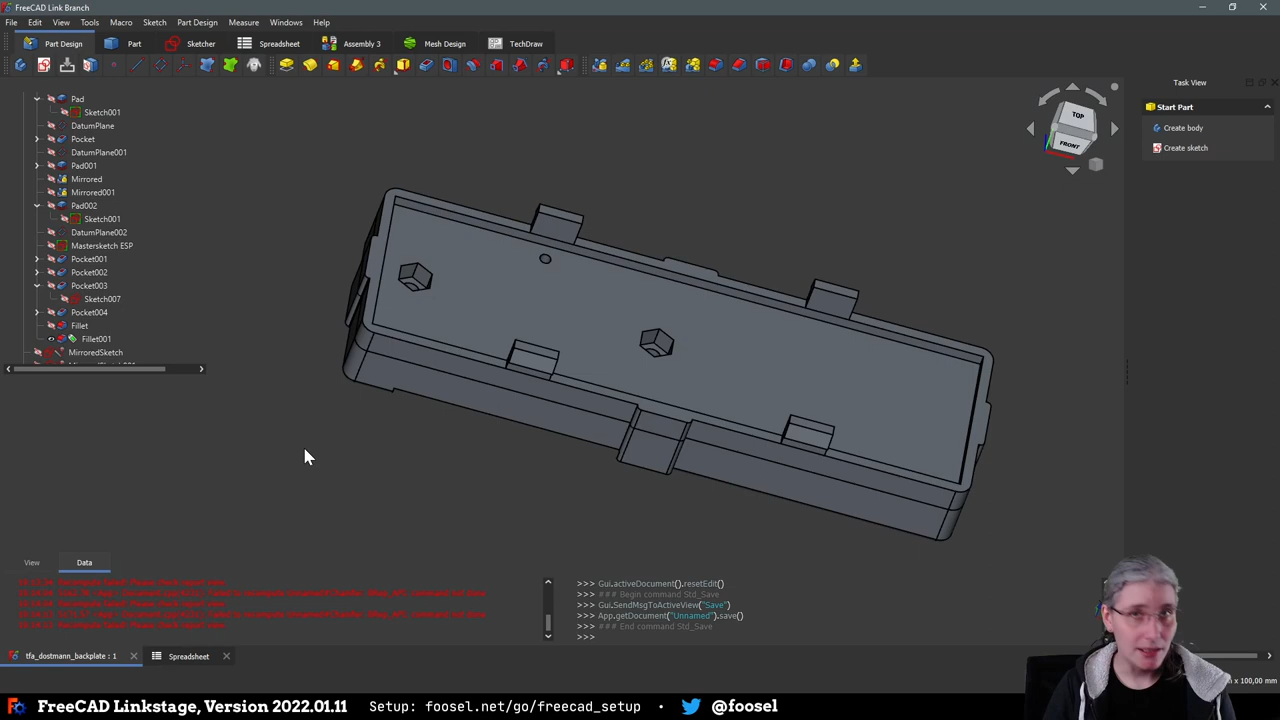 FreeCAD Link Branch
File Edit View Tools Macro Sketch Part Design Measure Windows Help
Part Design Part Sketcher Spreadsheet Assembly 3 Mesh Design TechDraw
Pad
Sketch001
DatumPlane
Pocket
DatumPlane001
Pad001
Mirrored
Mirrored001
Pad002
Sketch001
DatumPlane002
Mastersketch ESP
Pocket001
Pocket002
Pocket003
Sketch007
Pocket004
Fillet
Fillet001
MirroredSketch
View Data
Task View
Start Part
Create body
Create sketch
TOP
FRONT
>>> Gui.activeDocument().resetEdit()
>>> ### Begin command Std_Save
>>> Gui.SendMsgToActiveView("Save")
>>> App.getDocument("Unnamed").save()
>>> ### End command Std_Save
>>>
tfa_dostmann_backplate : 1 Spreadsheet
m x 100,00 mm
FreeCAD Linkstage, Version 2022.01.11 Setup: foosel.net/go/freecad_setup @foosel